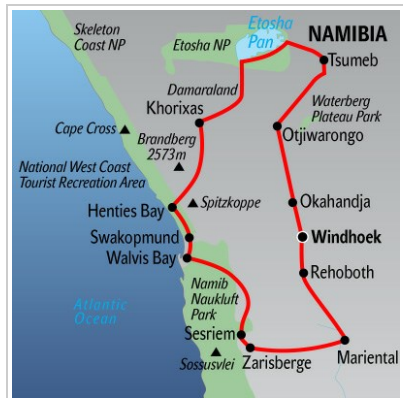 Skeleton
Coast NP
Etosha
Pan
NAMIBIA
Etosha NP
Tsumeb
Damaraland
Khorixas
Waterberg
Plateau Park
Cape Cross
Brandberg
2573m
Otjiwarongo
National West Coast
Tourist Recreation Area
Spitzkoppe
Okahandja
Henties Bay
Swakopmund
Windhoek
Walvis Bay
Rehoboth
Namib
Naukluft
Park
Atlantic
Ocean
Sesriem
Sossusvlei
Zarisberge
Mariental